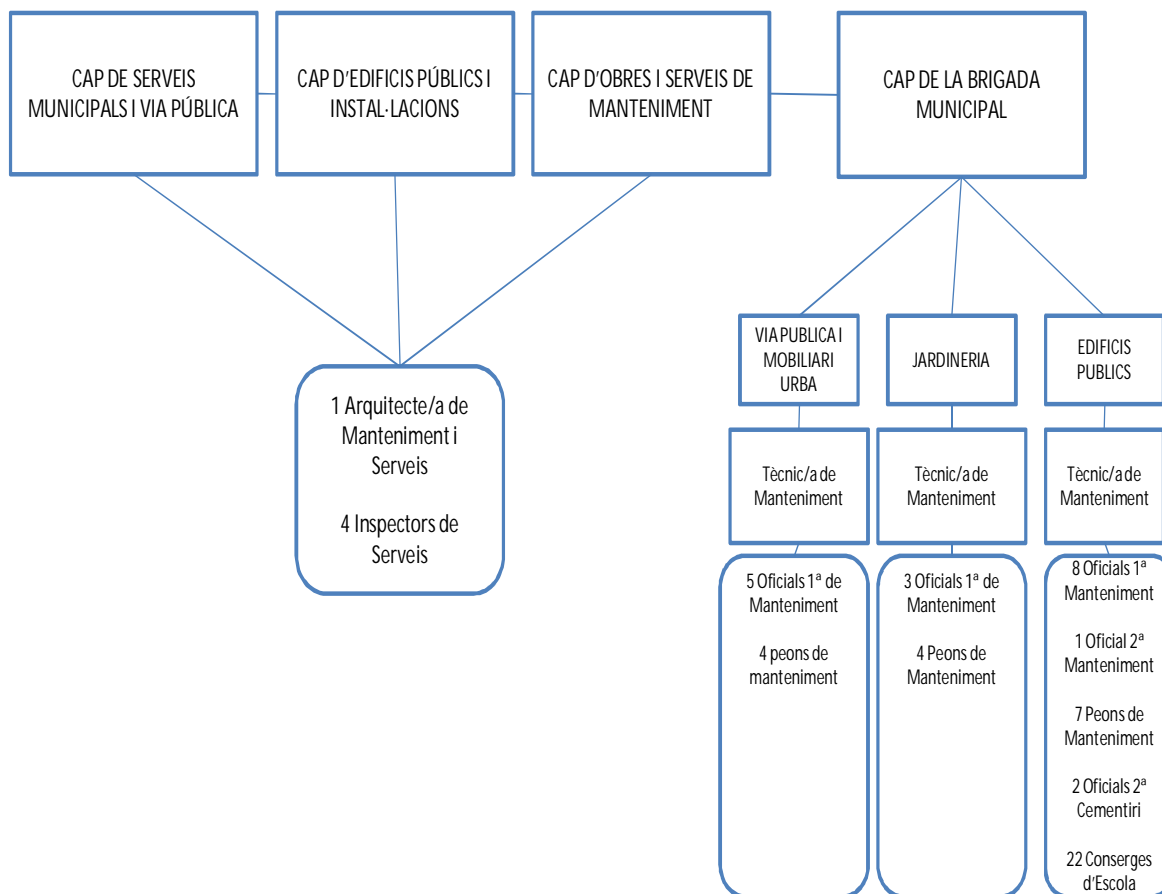 CAP DE SERVEIS
MUNICIPALS I VIA PÚBLICA
CAP D'EDIFICIS PÚBLICS I
INSTAL·LACIONS
CAP D'OBRES I SERVEIS DE
MANTENIMENT
CAP DE LA BRIGADA
MUNICIPAL
1 Arquitecte/a de
Manteniment i
Serveis
4 Inspectors de
Serveis
VIA PUBLICA I
MOBILIARI
URBA
JARDINERIA
EDIFICIS
PUBLICS
Tècnic/a de
Manteniment
Tècnic/a de
Manteniment
Tècnic/a de
Manteniment
5 Oficials 1ª de
Manteniment
4 peons de
manteniment
3 Oficials 1ª de
Manteniment
4 Peons de
Manteniment
8 Oficials 1ª
Manteniment
1 Oficial 2ª
Manteniment
7 Peons de
Manteniment
2 Oficials 2ª
Cementiri
22 Conserges
d'Escola